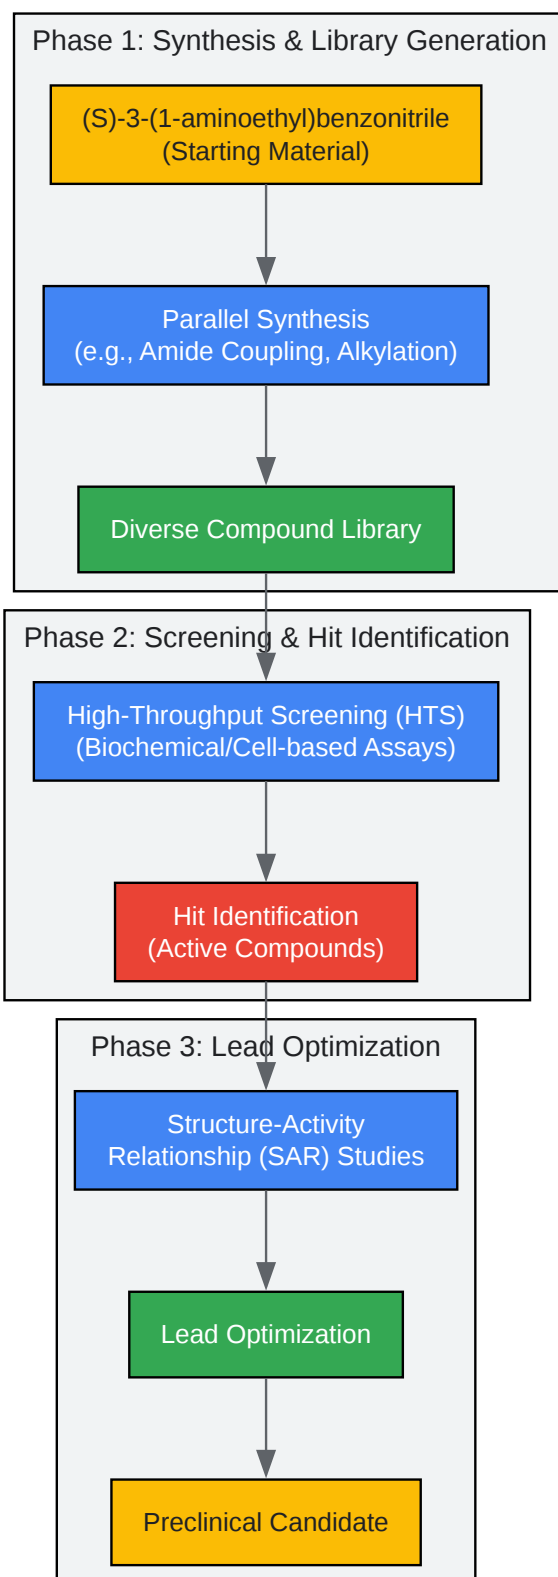 Phase 1: Synthesis & Library Generation
(S)-3-(1-aminoethyl)benzonitrile
(Starting Material)
Parallel Synthesis
(e.g., Amide Coupling, Alkylation)
Diverse Compound Library
Phase 2: Screening & Hit Identification
High-Throughput Screening (HTS)
(Biochemical/Cell-based Assays)
Hit Identification
(Active Compounds)
Phase 3: Lead Optimization
Structure-Activity
Relationship (SAR) Studies
Lead Optimization
Preclinical Candidate